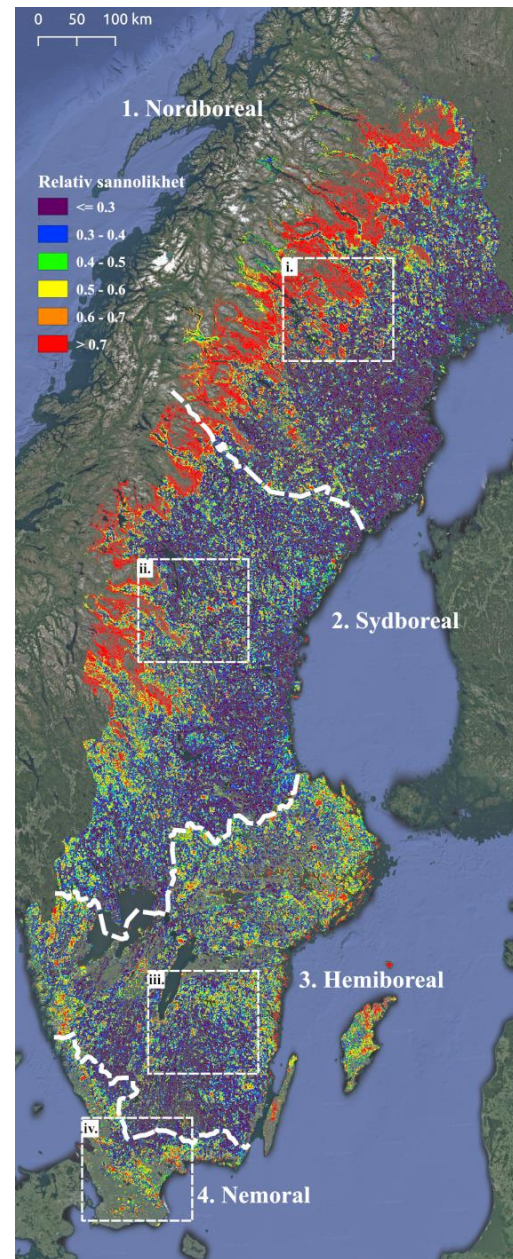 0 50 100 km
1. Nordboreal
Relativ sannolikhet
<= 0.3
0.3 - 0.4
0.4 - 0.5
0.5 - 0.6
0.6 - 0.7
> 0.7
i.
ii.
2. Sydboreal
iii.
3. Hemiboreal
iv.
4. Nemoral